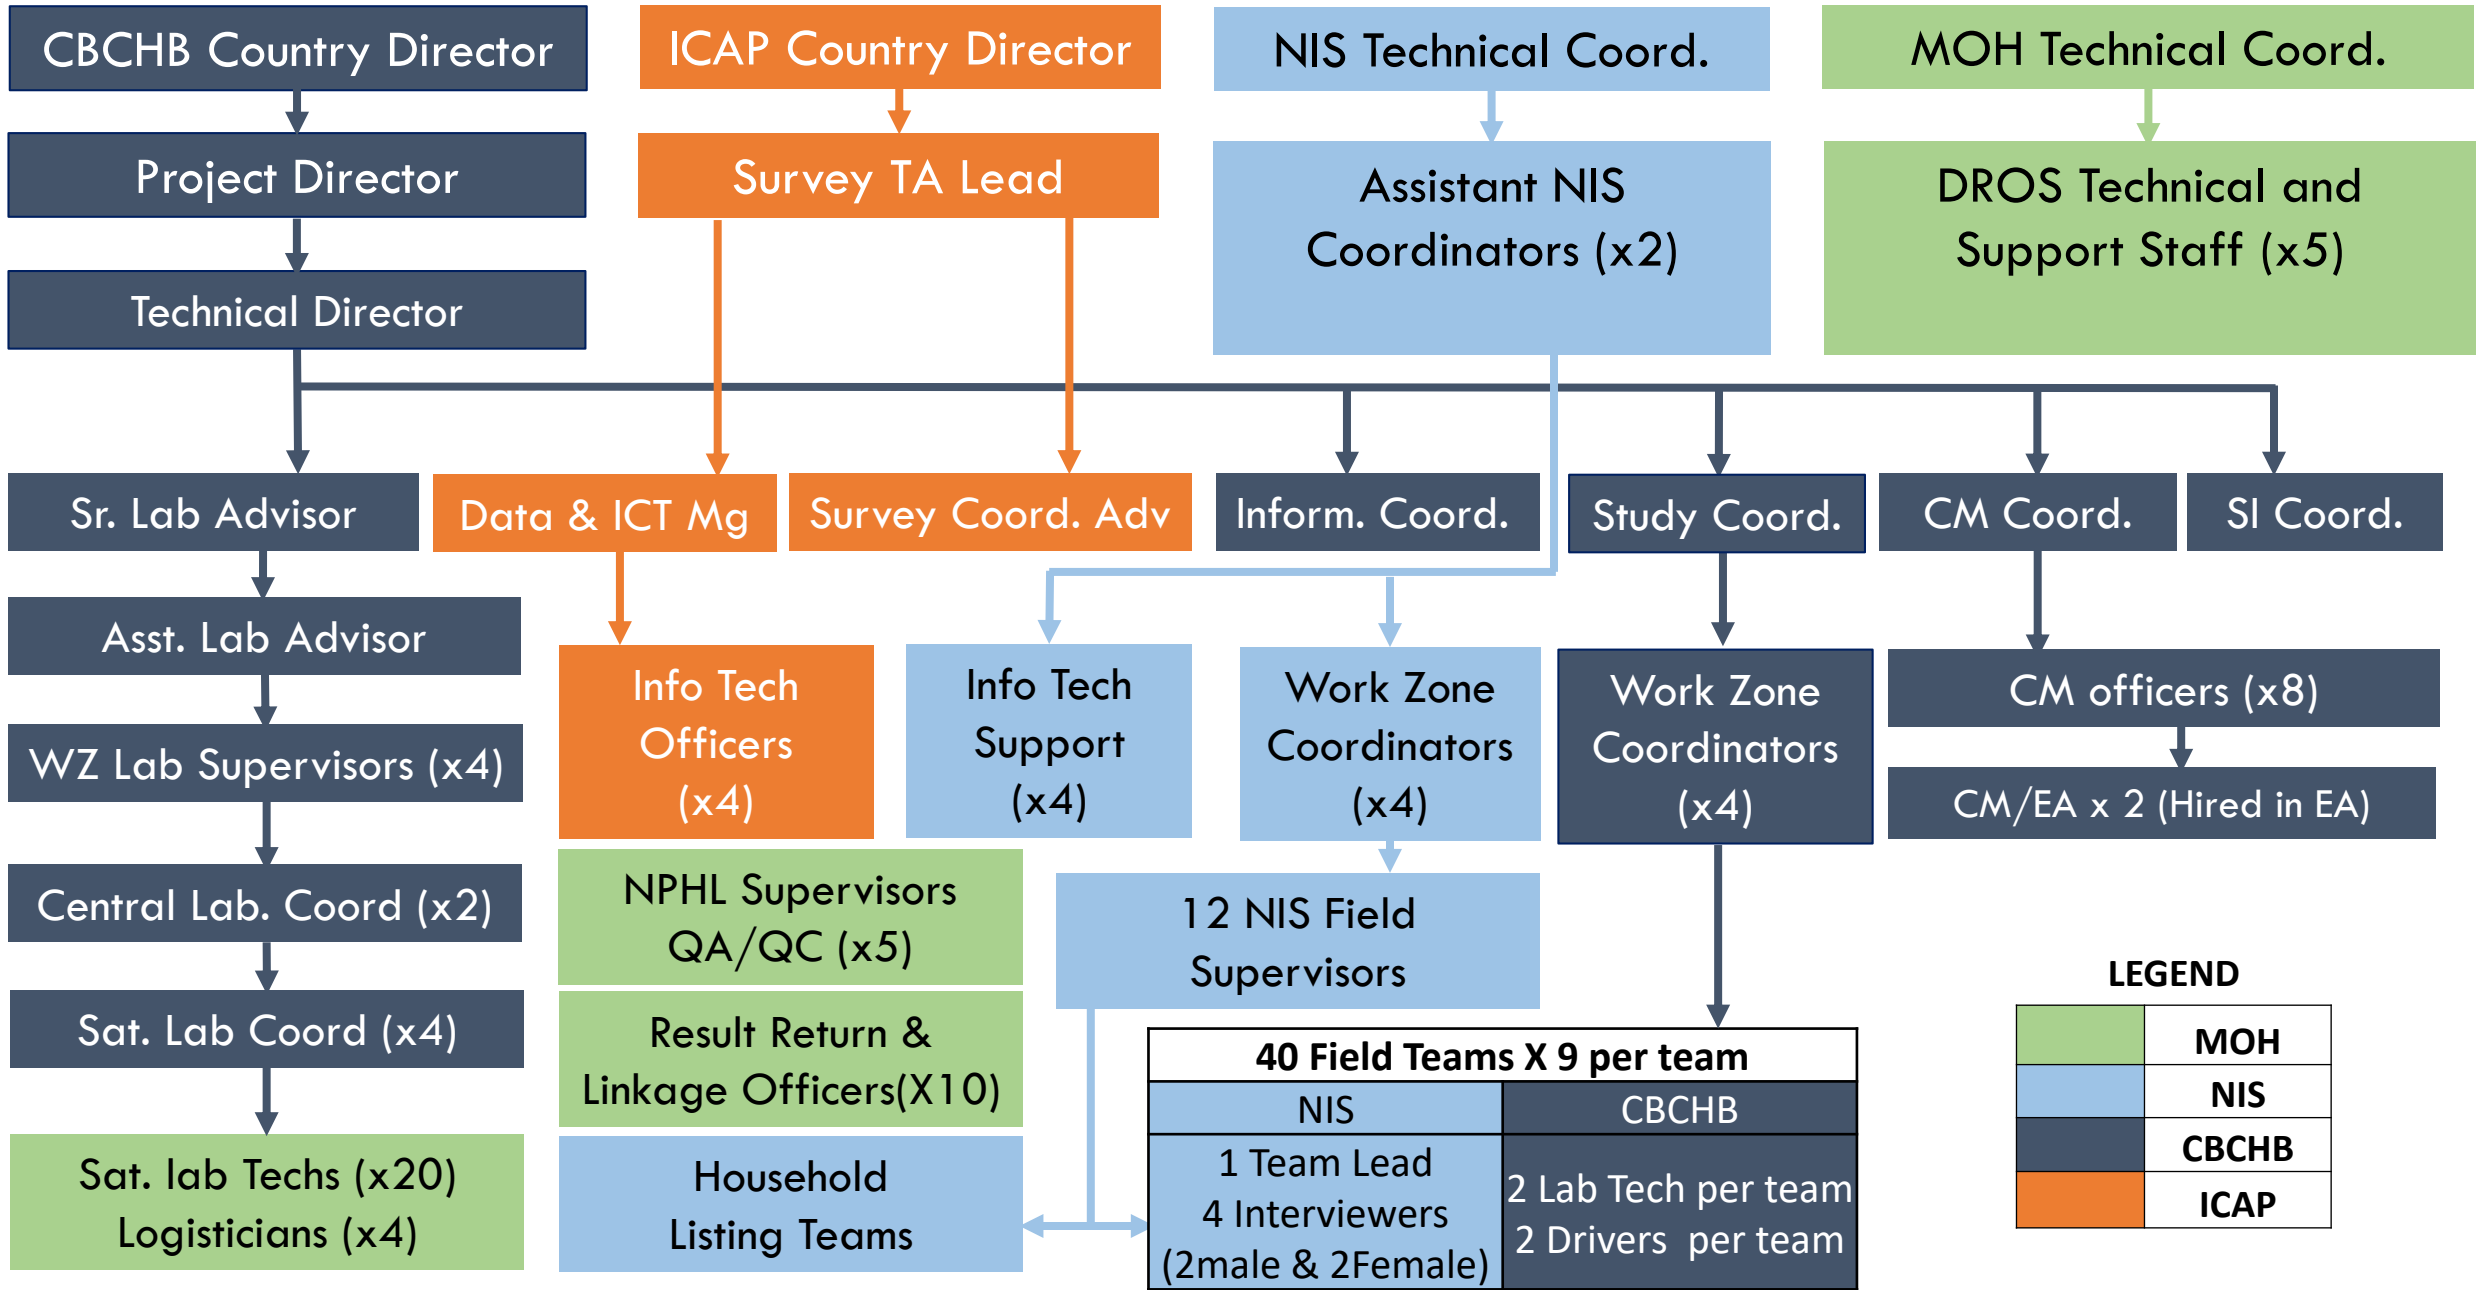 CBCHB Country Director
ICAP Country Director
NIS Technical Coord.
MOH Technical Coord.
Project Director
Survey TA Lead
Assistant NIS
Coordinators (x2)
DROS Technical and
Support Staff (x5)
Technical Director
Sr. Lab Advisor
Data & ICT Mg
Survey Coord. Adv
Inform. Coord.
Study Coord.
CM Coord.
SI Coord.
Asst. Lab Advisor
WZ Lab Supervisors (x4)
Central Lab. Coord (x2)
Sat. Lab Coord (x4)
Sat. lab Techs (x20)
Logisticians (x4)
Info Tech
Officers
(x4)
Info Tech
Support
(x4)
Work Zone
Coordinators
(x4)
Work Zone
Coordinators
(x4)
CM officers (x8)
CM/EA x 2 (Hired in EA)
NPHL Supervisors
QA/QC (x5)
Result Return &
Linkage Officers(X10)
Household
Listing Teams
12 NIS Field
Supervisors
40 Field Teams X 9 per team
NIS
CBCHB
1 Team Lead
4 Interviewers
(2male & 2Female)
2 Lab Tech per team
2 Drivers  per team
LEGEND
MOH
NIS
CBCHB
ICAP